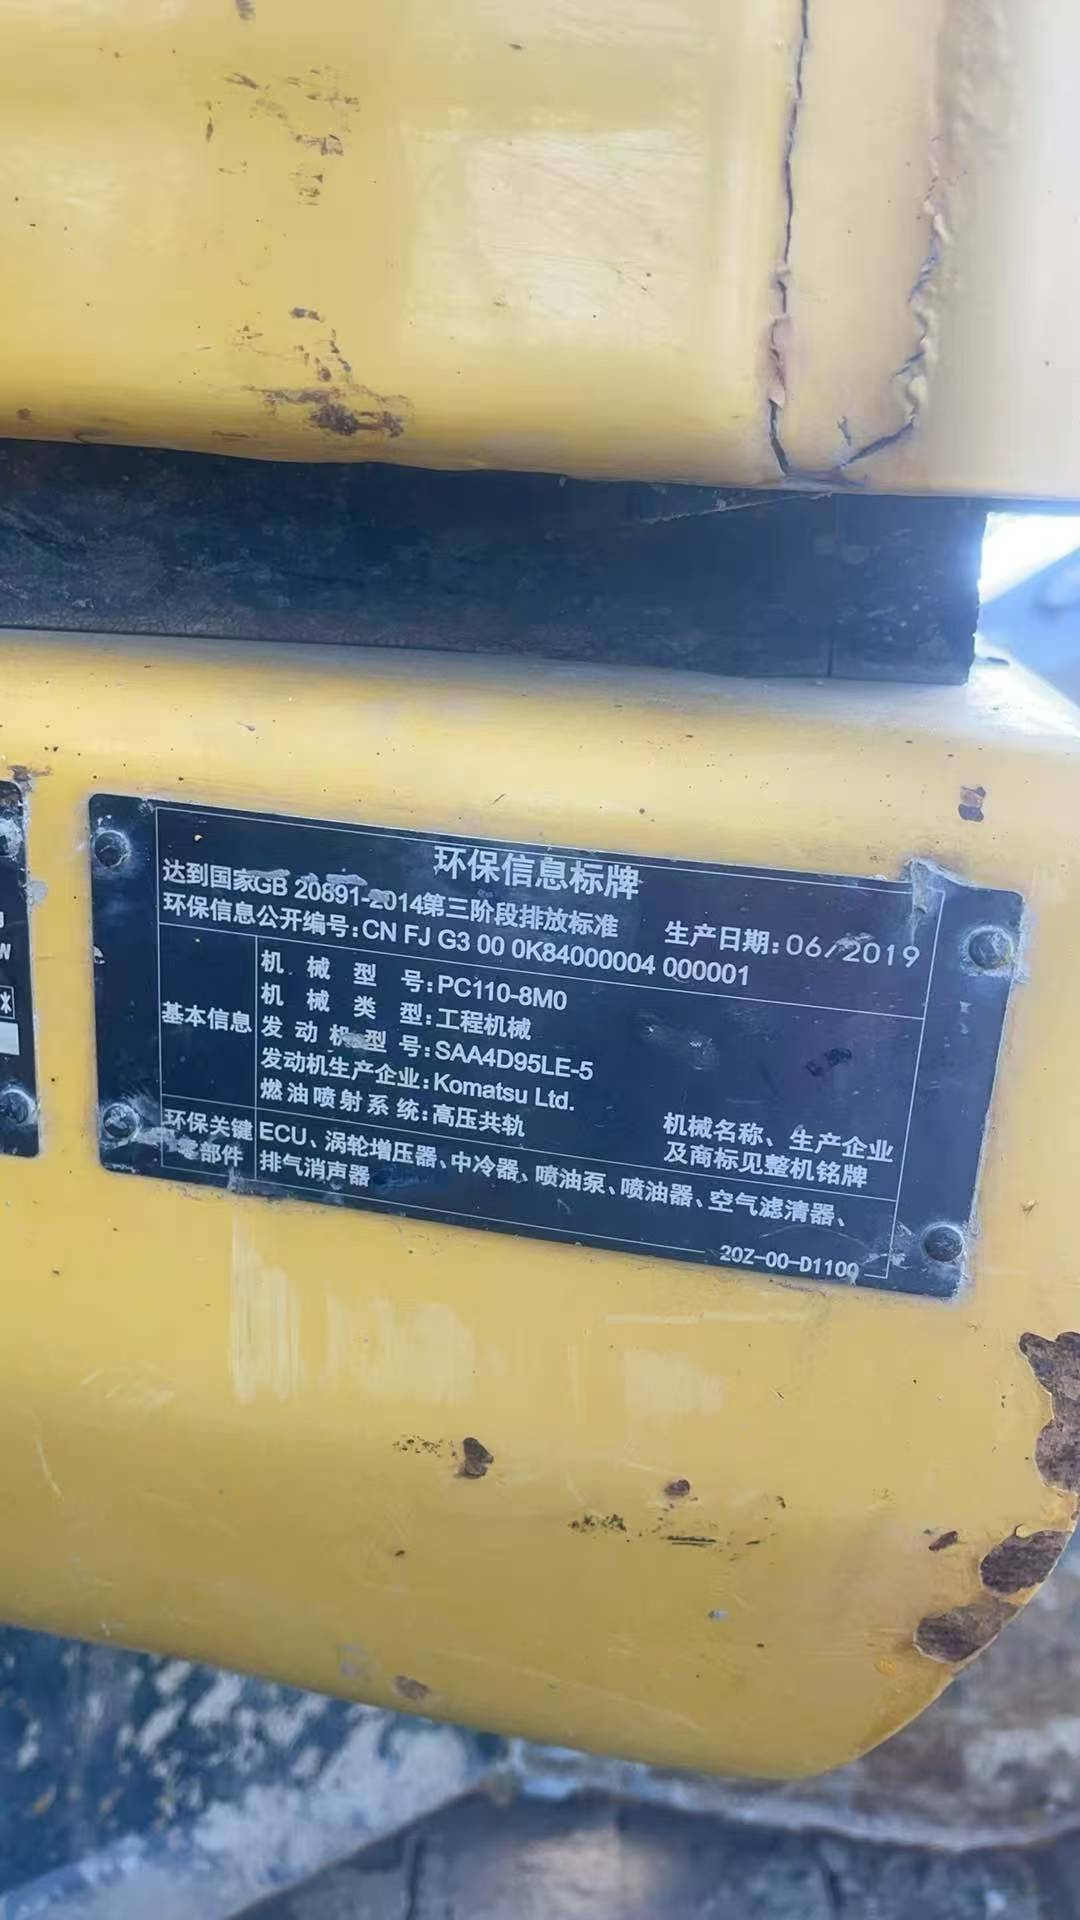 环保信息标牌
达到国家GB 20891-2014第三阶段排放标准
生产日期:06/2019
环保信息公开编号:CN FJ G3 00 0K84000004 000001
基本信息
机械型号:PC110-8M0
机械类型:工程机械
发动机型号:SAA4D95LE-5
发动机生产企业:Komatsu Ltd.
燃油喷射系统:高压共轨
机械名称、生产企业
及商标见整机铭牌
环保关键
零部件
ECU、涡轮增压器、中冷器、喷油泵、喷油器、空气滤清器、
排气消声器
20Z-00-D1100